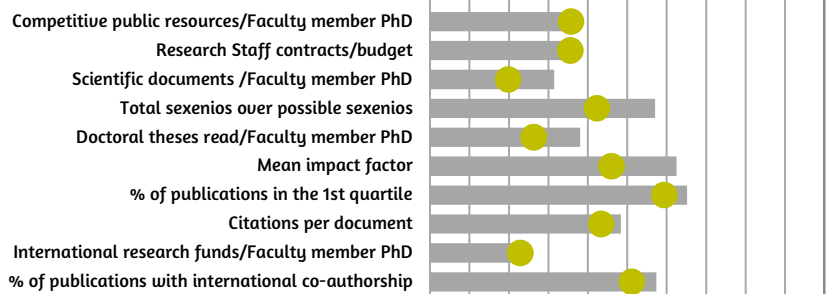 Competitive public resources/Faculty member PhD
Research Staff contracts/budget
Scientific documents /Faculty member PhD
Total sexenios over possible sexenios
Doctoral theses read/Faculty member PhD
Mean impact factor
% of publications in the 1st quartile
Citations per document
International research funds/Faculty member PhD
% of publications with international co-authorship